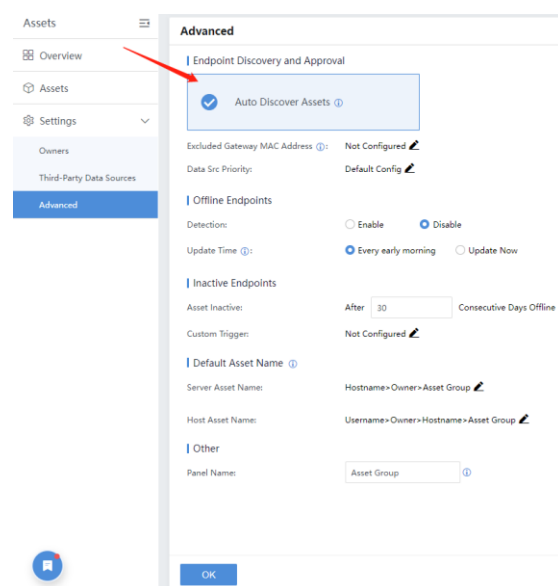 Assets
Overview
Assets
Settings
Owners
Third-Party Data Sources
Advanced
Advanced
Endpoint Discovery and Approval
Auto Discover Assets
Excluded Gateway MAC Address : Not Configured
Data Src Priority: Default Config
Offline Endpoints
Detection: Enable Disable
Update Time : Every early morning Update Now
Inactive Endpoints
Asset Inactive: After 30 Consecutive Days Offline
Custom Trigger: Not Configured
Default Asset Name
Server Asset Name: Hostname>Owner>Asset Group
Host Asset Name: Username>Owner>Hostname>Asset Group
Other
Panel Name: Asset Group
OK